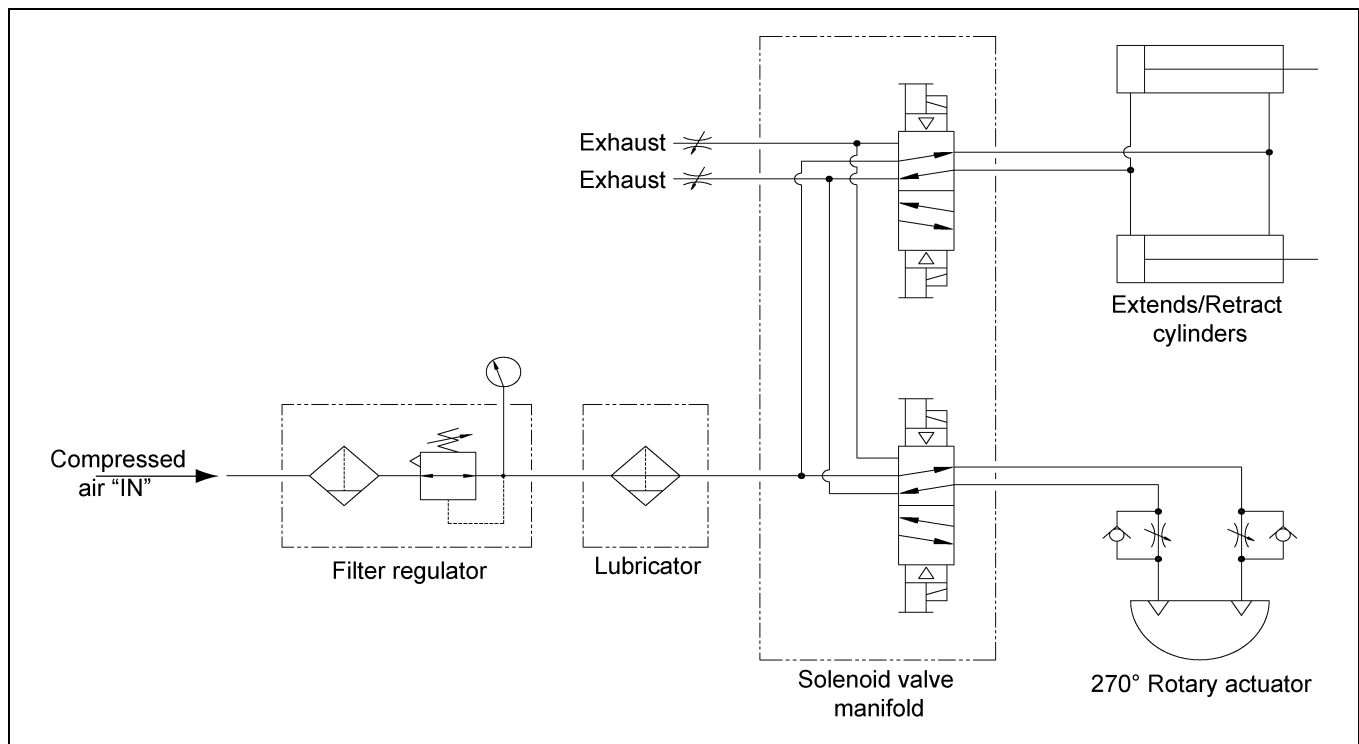 Exhaust
Exhaust
Extends/Retract
cylinders
Compressed
air “IN”
Filter regulator
Lubricator
Solenoid valve
manifold
270° Rotary actuator